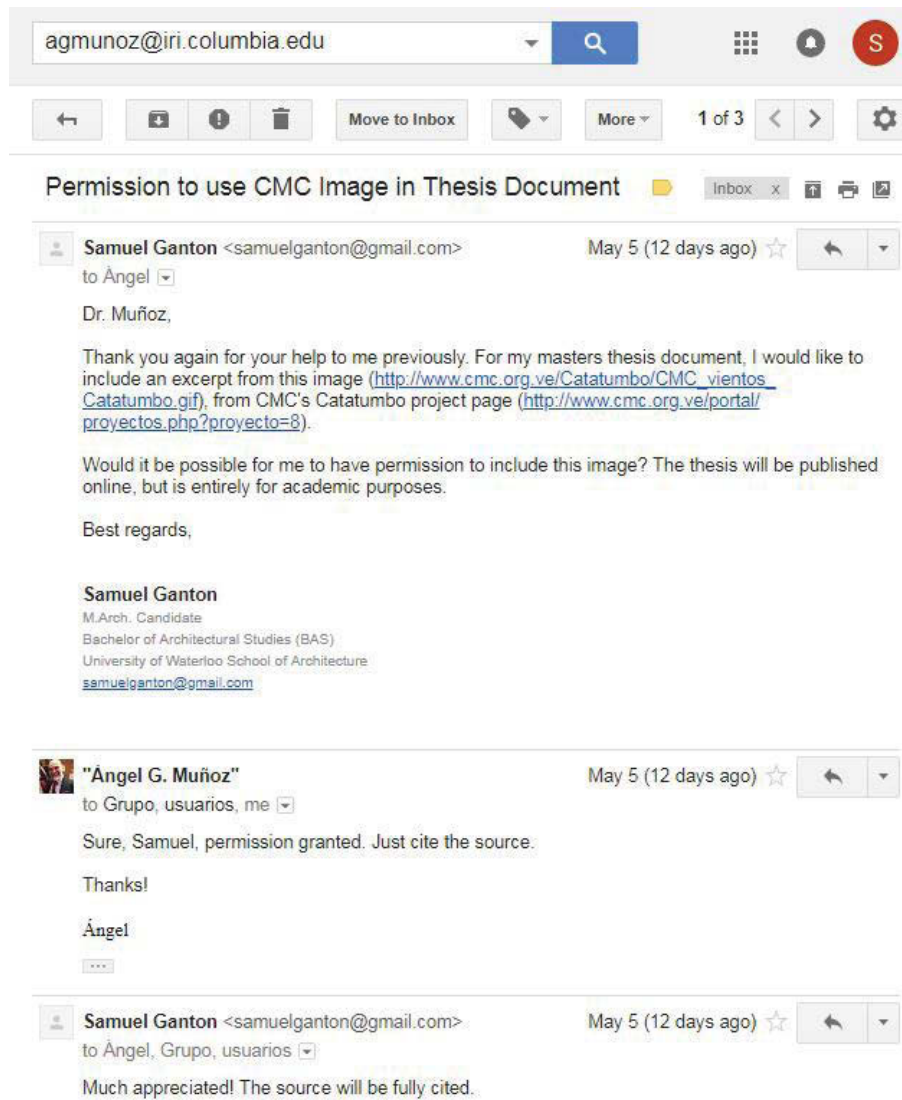 agmunoz@iri.columbia.edu
S
Move to Inbox
More
1 of 3
Permission to use CMC Image in Thesis Document
Inbox x
Samuel Ganton <samuelganton@gmail.com>
May 5 (12 days ago)
to Ángel
Dr. Muñoz,
Thank you again for your help to me previously. For my masters thesis document, I would like to
include an excerpt from this image (http://www.cmc.org.ve/Catatumbo/CMC_vientos_
Catatumbo.gif), from CMC's Catatumbo project page (http://www.cmc.org.ve/portal/
proyectos.php?proyecto=8).
Would it be possible for me to have permission to include this image? The thesis will be published
online, but is entirely for academic purposes.
Best regards,
Samuel Ganton
M.Arch. Candidate
Bachelor of Architectural Studies (BAS)
University of Waterloo School of Architecture
samuelganton@gmail.com
"Ángel G. Muñoz"
May 5 (12 days ago)
to Grupo, usuarios, me
Sure, Samuel, permission granted. Just cite the source.
Thanks!
Ángel
Samuel Ganton <samuelganton@gmail.com>
May 5 (12 days ago)
to Ángel, Grupo, usuarios
Much appreciated! The source will be fully cited.